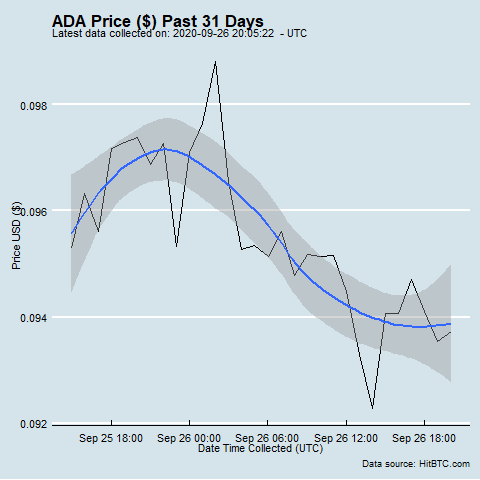 ADA Price ($) Past 31 Days
Latest data collected on: 2020-09-26 20:05:22 - UTC
0.098
0.096
0.094
0.092
Price USD ($)
Sep 25 18:00 Sep 26 00:00 Sep 26 06:00 Sep 26 12:00 Sep 26 18:00
Date Time Collected (UTC)
Data source: HitBTC.com